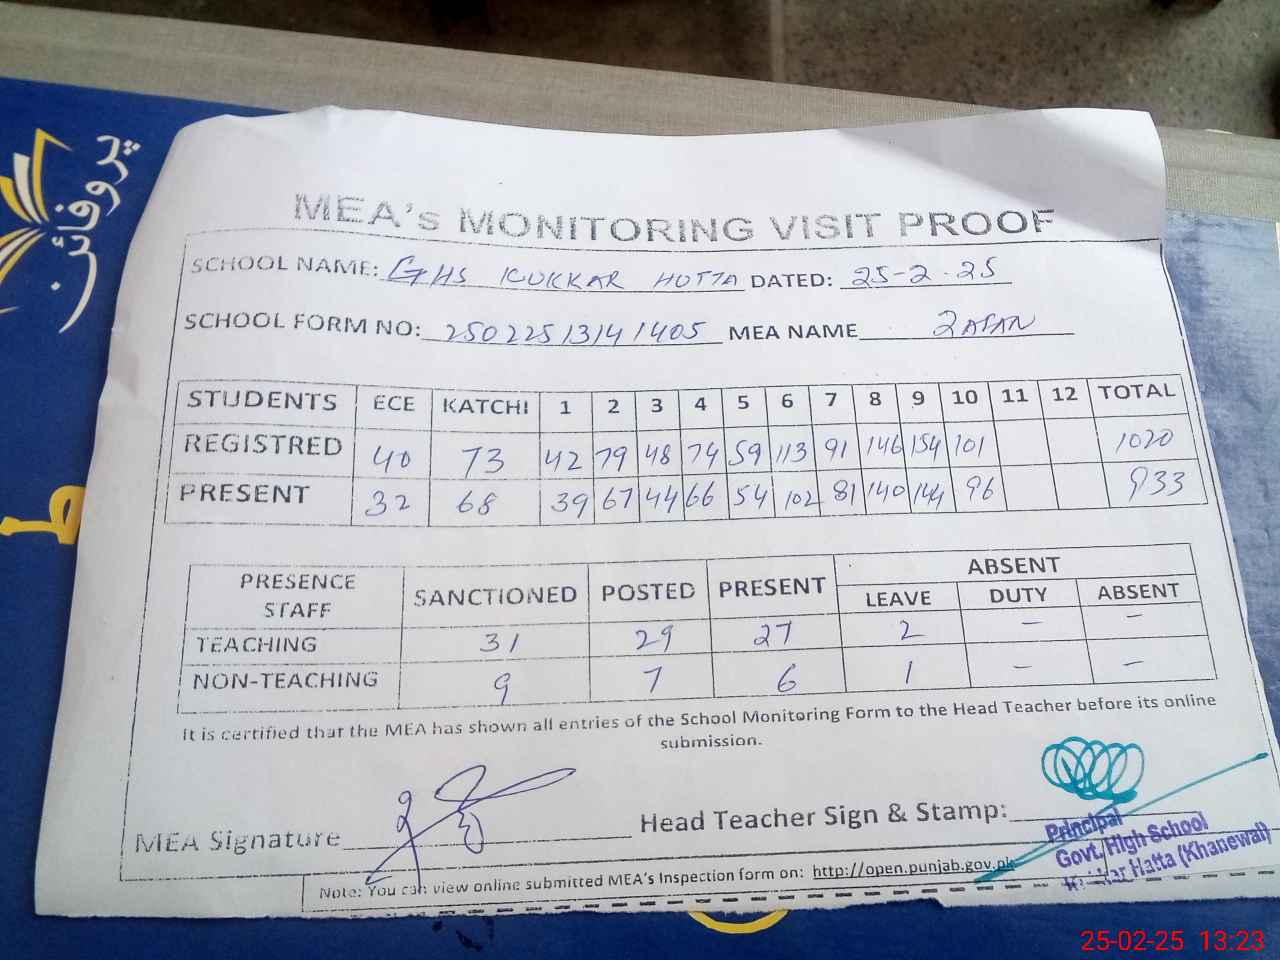 پروفائل
MEA's MONITORING VISIT PROOF
SCHOOL NAME: GHS KUKKAR HUTTA DATED: 25-2-25
SCHOOL FORM NO: 25022513141405 MEA NAME ZAFAR
STUDENTS ECE KATCHI 1 2 3 4 5 6 7 8 9 10 11 12 TOTAL
REGISTRED 40 73 42 79 48 74 59 113 91 146 154 101 1020
PRESENT 32 68 39 67 44 66 54 102 81 140 144 96 933
PRESENCE STAFF SANCTIONED POSTED PRESENT ABSENT
LEAVE DUTY ABSENT
TEACHING 31 29 27 2 - -
NON-TEACHING 9 7 6 1 - -
It is certified that the MEA has shown all entries of the School Monitoring Form to the Head Teacher before its online
submission.
MEA Signature Head Teacher Sign & Stamp:
Principal
Govt. High School
Hatta (Khanewal)
Note: You can view online submitted MEA's Inspection form on: http://open.punjab.gov.pk
25-02-25 13:23